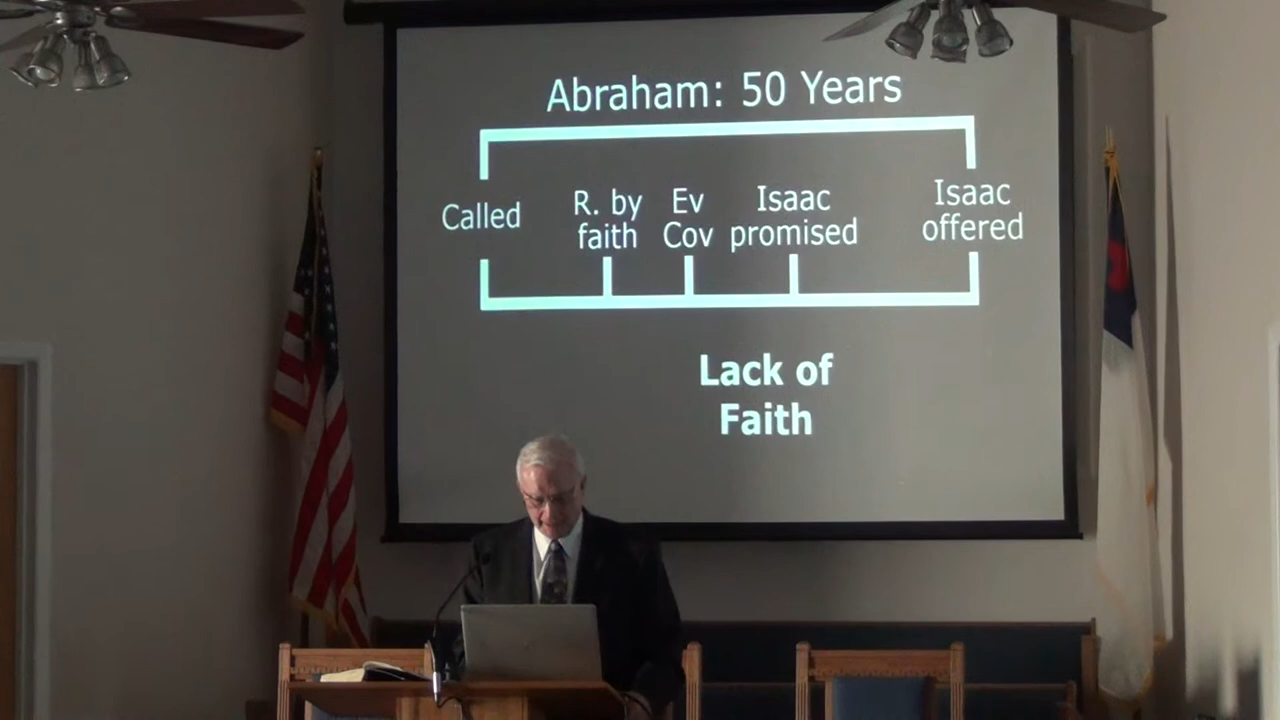 Abraham: 50 Years
Called
R. by
faith
Ev
Cov
Isaac
promised
Isaac
offered
Lack of
Faith